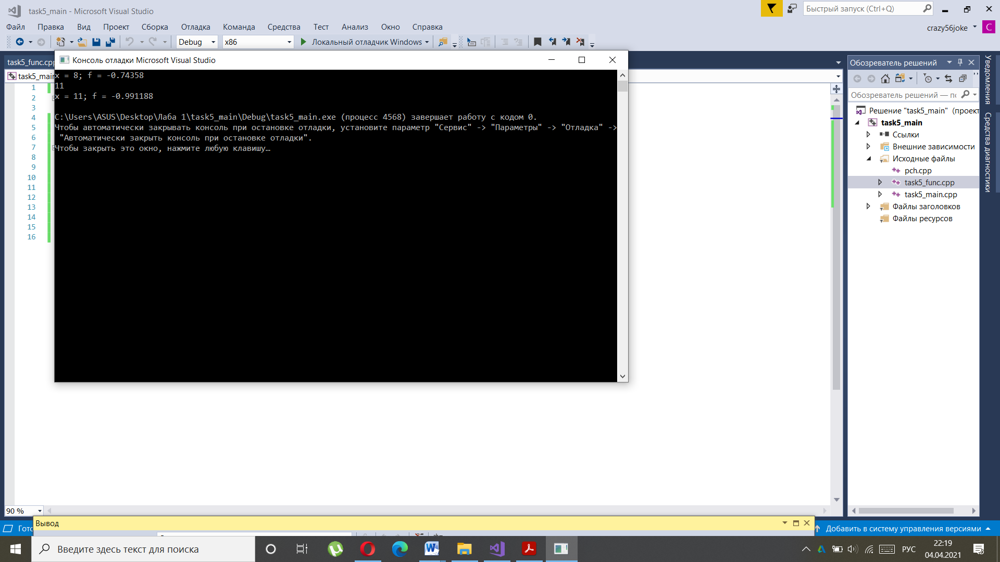 task5_main - Microsoft Visual Studio
Быстрый запуск (Ctrl+Q)
Файл Правка Вид Проект Сборка Отладка Команда Средства Тест Анализ Окно Справка
crazy56joke
C
Debug x86 Локальный отладчик Windows
task5_func.cpp
Консоль отладки Microsoft Visual Studio
Обозреватель решений
Уведомления
Средства диагностики
task5_main
x = 8; f = -0.74358
11
x = 11; f = -0.991188
C:\Users\ASUS\Desktop\Лаба 1\task5_main\Debug\task5_main.exe (процесс 4568) завершает работу с кодом 0.
Чтобы автоматически закрывать консоль при остановке отладки, установите параметр "Сервис" -> "Параметры" -> "Отладка" ->
"Автоматически закрыть консоль при остановке отладки".
Чтобы закрыть это окно, нажмите любую клавишу…
1
2
3
4
5
6
7
8
9
10
11
12
13
14
15
16
Обозреватель решений — по
Решение "task5_main" (проект
task5_main
Ссылки
Внешние зависимости
Исходные файлы
pch.cpp
task5_func.cpp
task5_main.cpp
Файлы заголовков
Файлы ресурсов
90 %
Вывод
Гото
Добавить в систему управления версиями
Введите здесь текст для поиска
РУС
22:19
04.04.2021